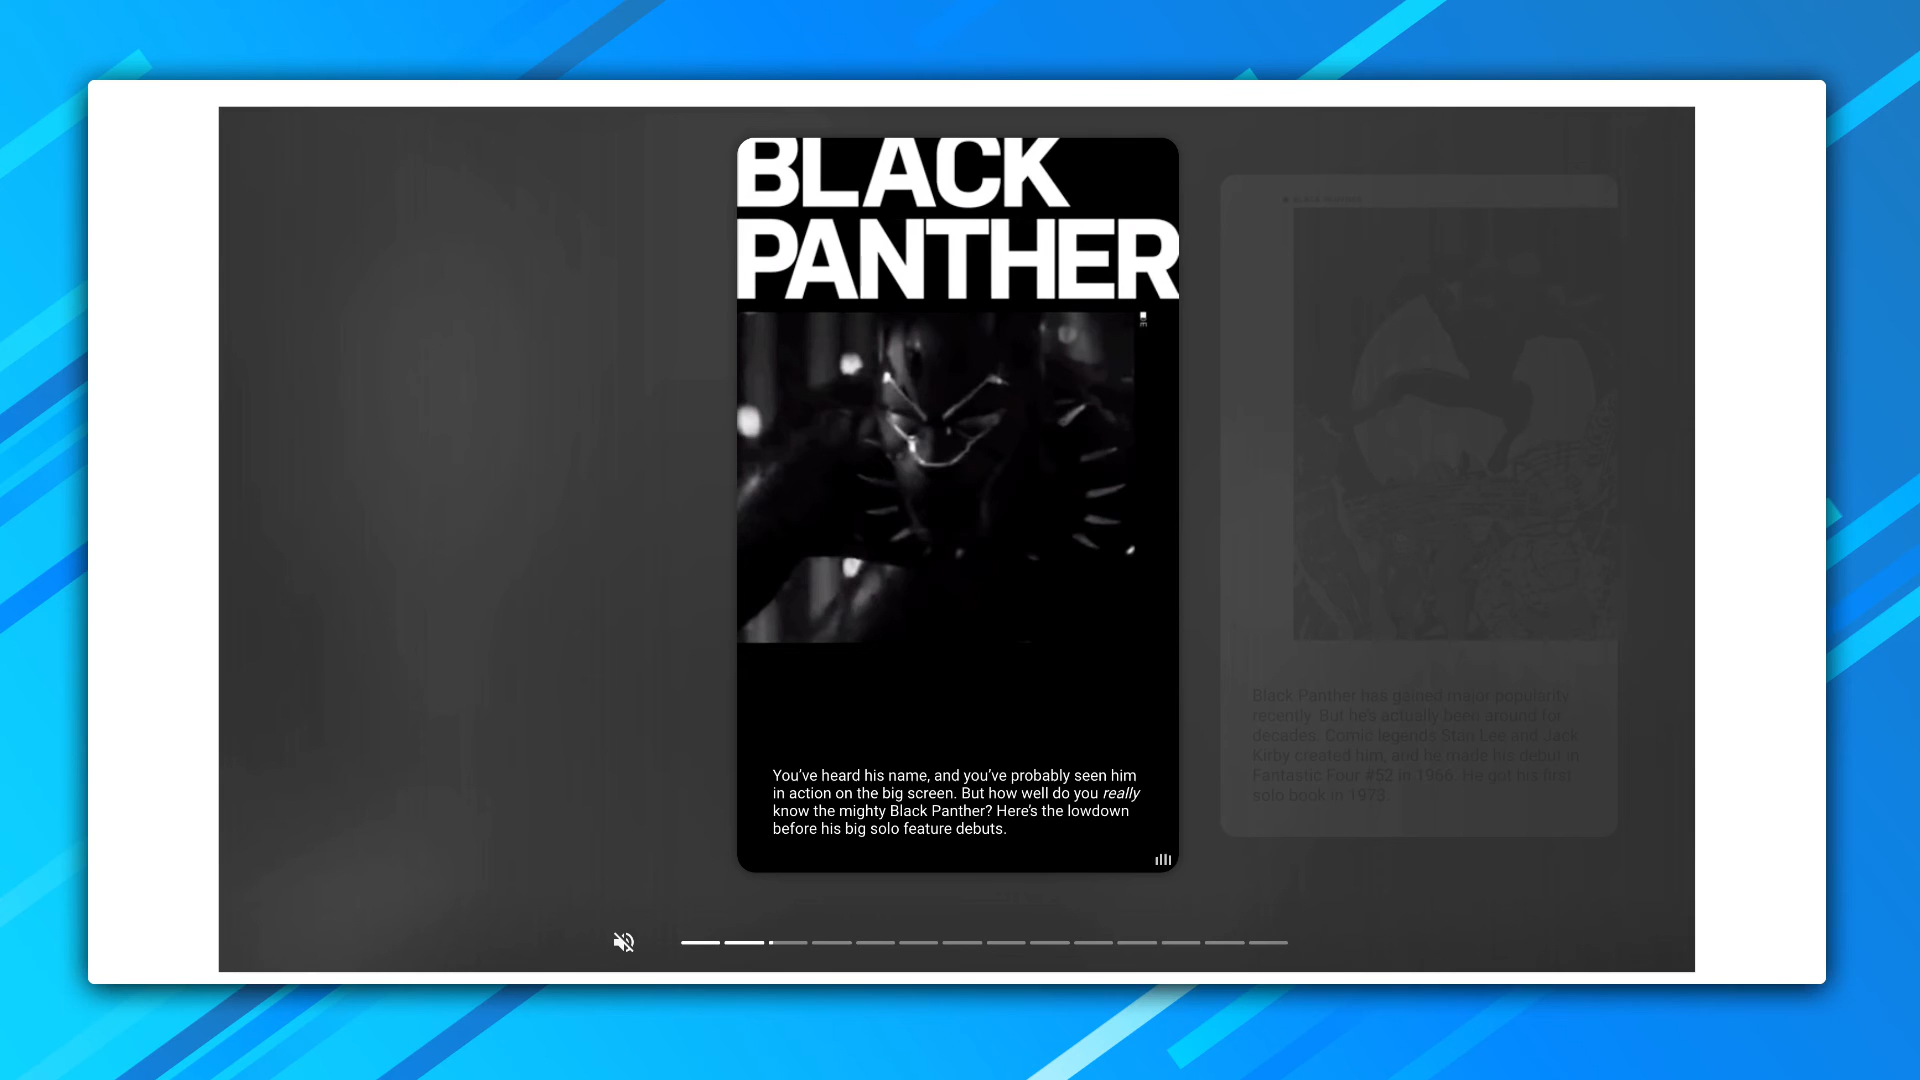 BLACK
PANTHER
You've heard his name, and you've probably seen him
in action on the big screen. But how well do you really
know the mighty Black Panther? Here's the lowdown
before his big solo feature debuts.
BLACK PANTHER
Black Panther has gained major popularity
recently. But he's actually been around for
decades. Comic legends Stan Lee and Jack
Kirby created him, and he made his debut in
Fantastic Four #52 in 1966. He got his first
solo book in 1973.